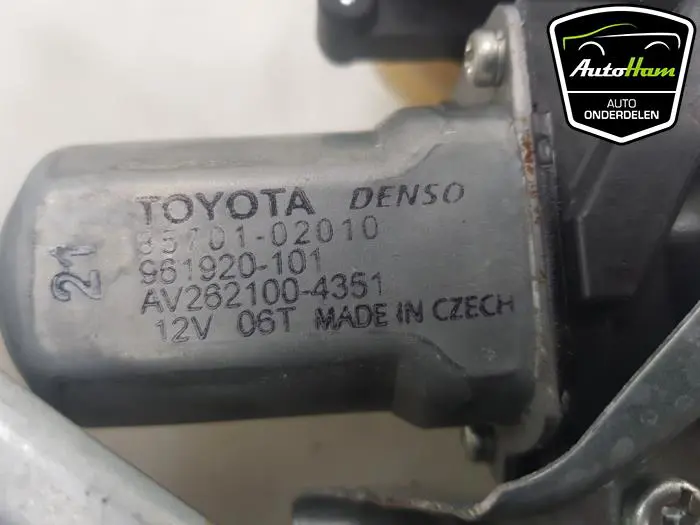 AutoHam
AUTO
ONDERDELEN
TOYOTA DENSO
85701-02010
961920-101
AV262100-4351
12V 06T MADE IN CZECH
21